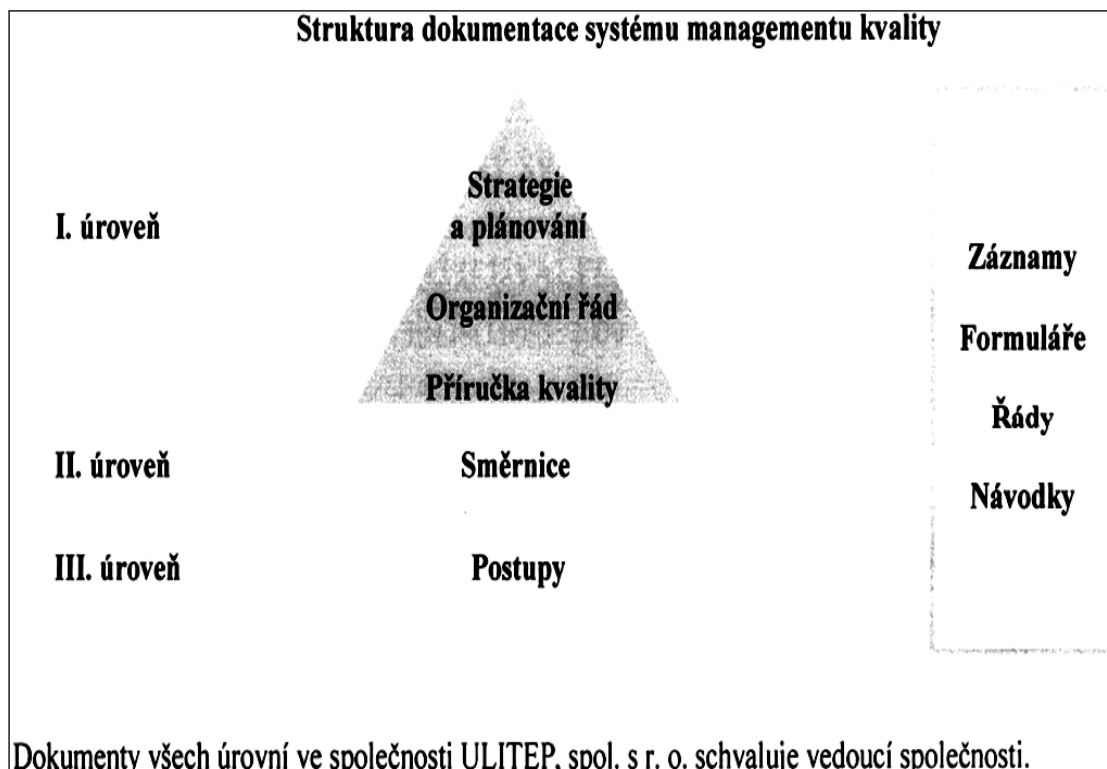 Struktura dokumentace systému managementu kvality
Strategie
a plánování
I. úroveň
Organizační řád
Příručka kvality
II. úroveň
Směrnice
III. úroveň
Postupy
Záznamy
Formuláře
Řády
Návodky
Dokumenty všech úrovní ve společnosti ULITEP, spol. s r. o. schvaluje vedoucí společnosti.